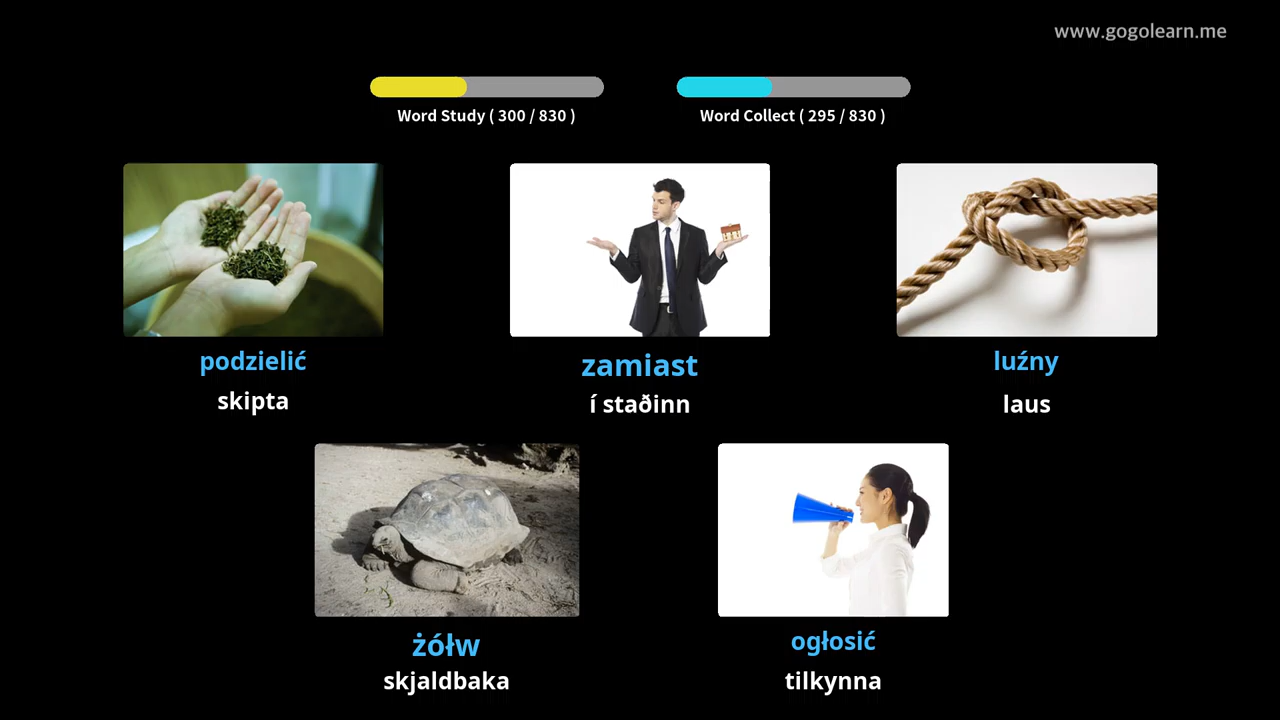 www.gogolearn.me
Word Study ( 300 / 830 )
Word Collect ( 295 / 830 )
podzielić
skipta
zamiast
í staðinn
luźny
laus
żółw
skjaldbaka
ogłosić
tilkynna